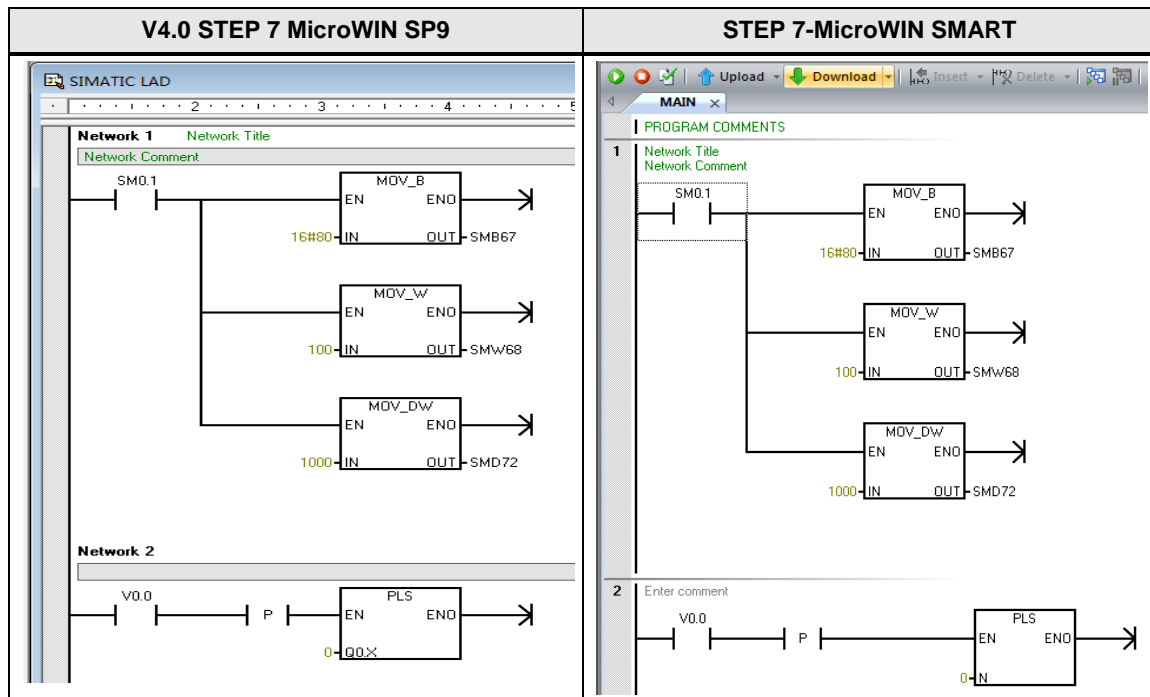 V4.0 STEP 7 MicroWIN SP9
SIMATIC LAD
2 3 4 5
Network 1 Network Title
Network Comment
SM0.1
MOV_B
EN ENO
16#80 IN OUT SMB67
MOV_W
EN ENO
100 IN OUT SMW68
MOV_DW
EN ENO
1000 IN OUT SMD72
Network 2
V0.0
P
PLS
EN ENO
0 Q0.X
STEP 7-MicroWIN SMART
Upload Download Insert Delete
MAIN
PROGRAM COMMENTS
1 Network Title
Network Comment
SM0.1
MOV_B
EN ENO
16#80 IN OUT SMB67
MOV_W
EN ENO
100 IN OUT SMW68
MOV_DW
EN ENO
1000 IN OUT SMD72
2 Enter comment
V0.0
P
PLS
EN ENO
0 N